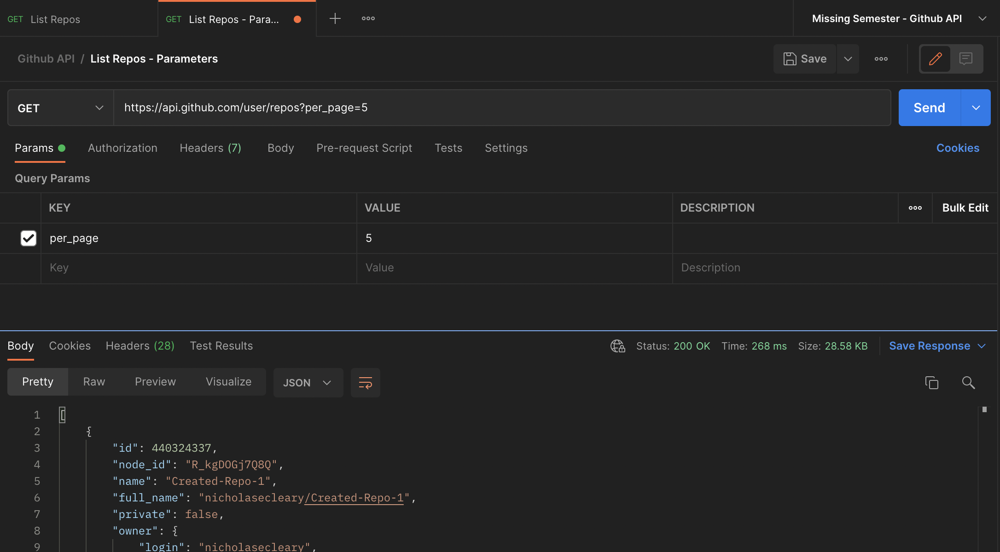 GET List Repos
GET List Repos - Para...
Missing Semester - Github API
Github API / List Repos - Parameters
Save
GET
https://api.github.com/user/repos?per_page=5
Send
Params Authorization Headers (7) Body Pre-request Script Tests Settings Cookies
Query Params
KEY VALUE DESCRIPTION Bulk Edit
per_page 5
Key Value Description
Body Cookies Headers (28) Test Results Status: 200 OK Time: 268 ms Size: 28.58 KB Save Response
Pretty Raw Preview Visualize JSON
1 [
2 {
3 "id": 440324337,
4 "node_id": "R_kgDOGj7Q8Q",
5 "name": "Created-Repo-1",
6 "full_name": "nicholasecleary/Created-Repo-1",
7 "private": false,
8 "owner": {
9 "login": "nicholasecleary",